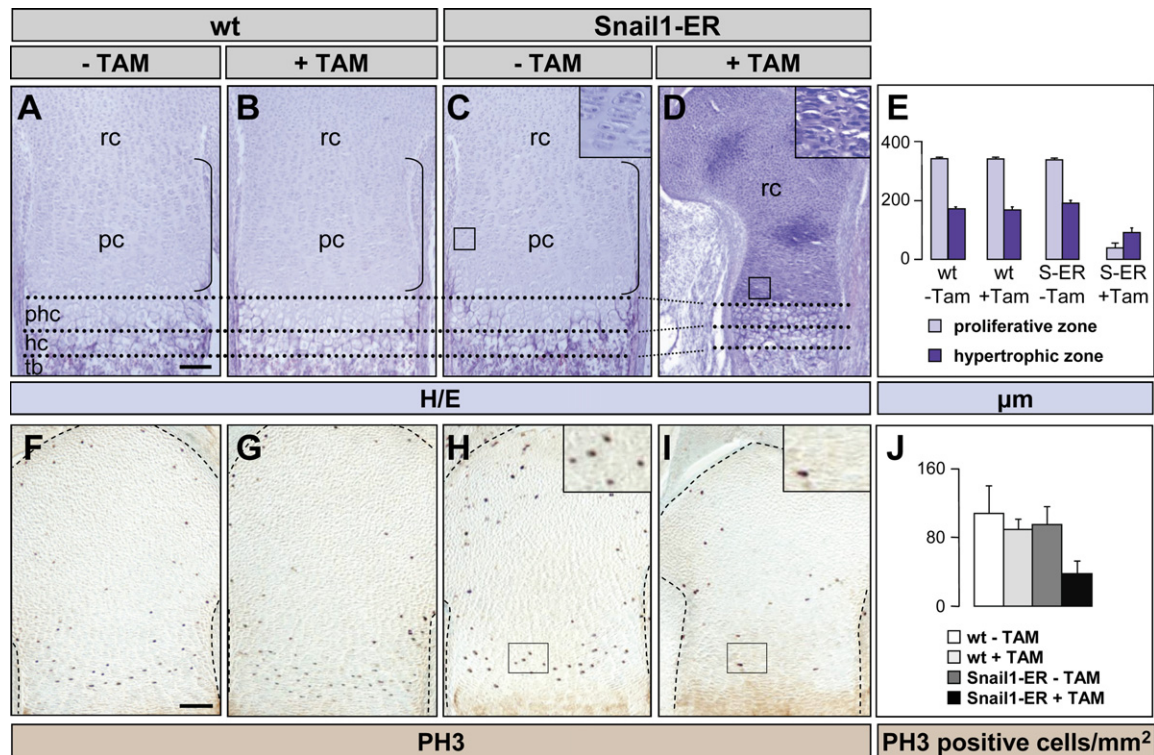 wt Snail1-ER
- TAM + TAM - TAM + TAM
A B C D E
rc rc rc rc
pc pc pc
phc
hc
tb
400
200
0
wt wt S-ER S-ER
-Tam +Tam -Tam +Tam
proliferative zone
hypertrophic zone
H/E µm
F G H I J
160
80
0
wt - TAM
wt + TAM
Snail1-ER - TAM
Snail1-ER + TAM
PH3 PH3 positive cells/mm²